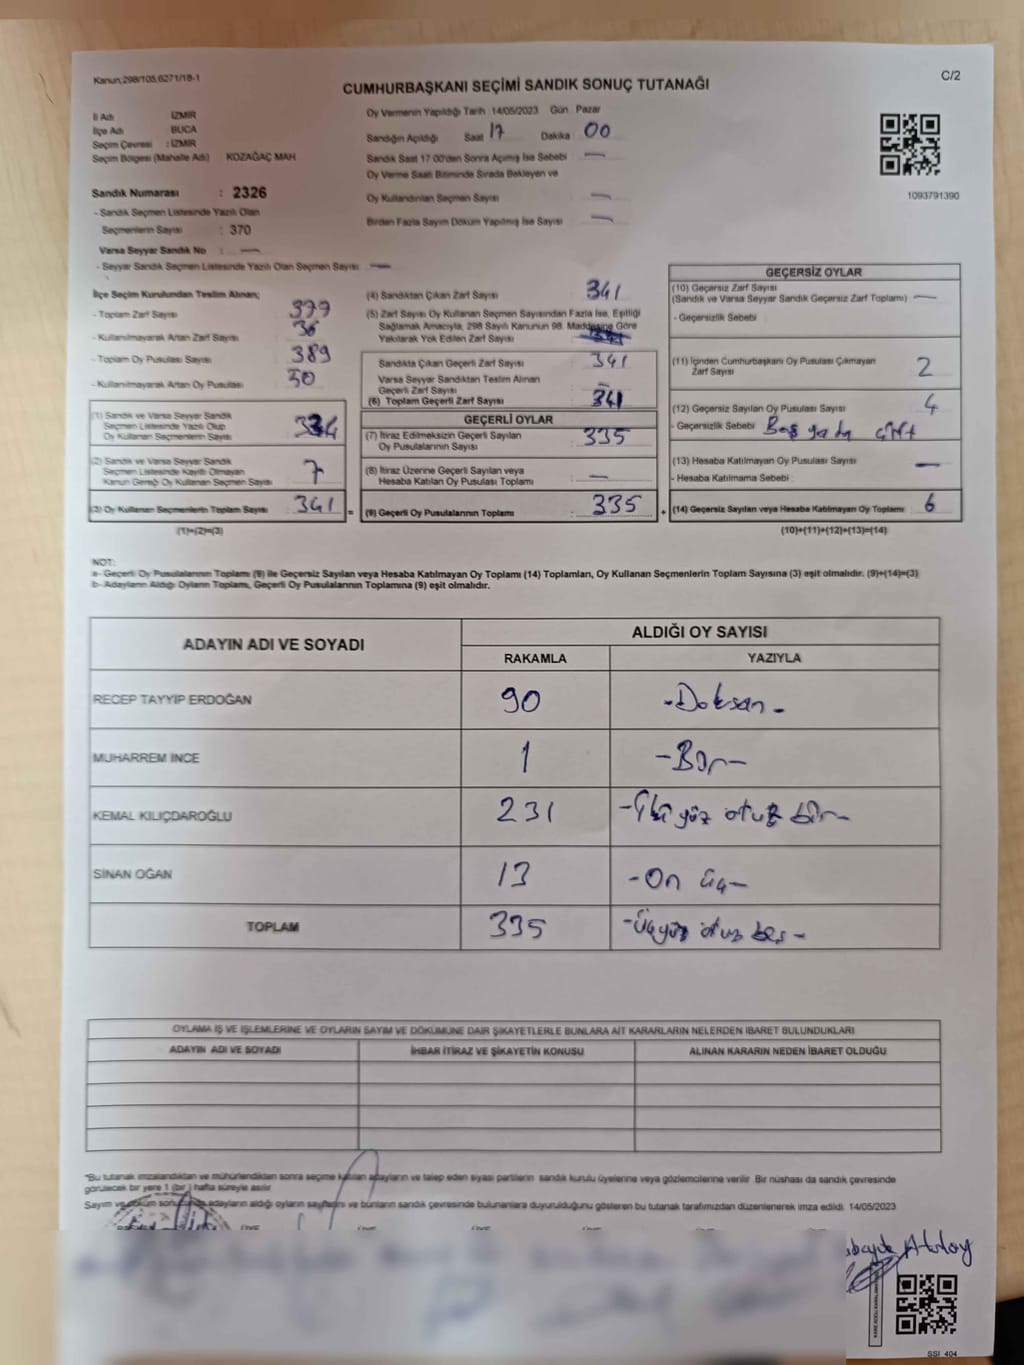 Kanun,298/105,6271/18-1
C/2
CUMHURBAŞKANI SEÇİMİ SANDIK SONUÇ TUTANAĞI
İl Adı İZMİR
İlçe Adı BUCA
Seçim Çevresi : İZMİR
Seçim Bölgesi (Mahalle Adı) KOZAĞAÇ MAH
Sandık Numarası : 2326
- Sandık Seçmen Listesinde Yazılı Olan
Seçmenlerin Sayısı : 370
Varsa Seyyar Sandık No : —
- Seyyar Sandık Seçmen Listesinde Yazılı Olan Seçmen Sayısı —
Oy Vermenin Yapıldığı Tarih :14/05/2023 Gün Pazar
Sandığın Açıldığı Saat 17 Dakika 00
Sandık Saat 17:00'den Sonra Açılmış İse Sebebi —
Oy Verme Saati Bitiminde Sırada Bekleyen ve
Oy Kullandırılan Seçmen Sayısı —
Birden Fazla Sayım Döküm Yapılmış İse Sayısı —
1093791390
İlçe Seçim Kurulundan Teslim Alınan;
- Toplam Zarf Sayısı 379
- Kullanılmayarak Artan Zarf Sayısı
- Toplam Oy Pusulası Sayısı 389
- Kullanılmayarak Artan Oy Pusulası
(1) Sandık ve Varsa Seyyar Sandık
Seçmen Listesinde Yazılı Olup
Oy Kullanan Seçmenlerin Sayısı 334
(2) Sandık ve Varsa Seyyar Sandık
Seçmen Listesinde Kayıtlı Olmayan
Kanun Gereği Oy Kullanan Seçmen Sayısı 7
(3) Oy Kullanan Seçmenlerin Toplam Sayısı 341 =
(1)+(2)=(3)
(4) Sandıktan Çıkan Zarf Sayısı 341
(5) Zarf Sayısı Oy Kullanan Seçmen Sayısından Fazla İse, Eşitliği
Sağlamak Amacıyla, 298 Sayılı Kanunun 98. Maddesine Göre
Yakılarak Yok Edilen Zarf Sayısı
Sandıkta Çıkan Geçerli Zarf Sayısı 341
Varsa Seyyar Sandıktan Teslim Alınan
Geçerli Zarf Sayısı —
(6) Toplam Geçerli Zarf Sayısı 341
GEÇERLİ OYLAR
(7) İtiraz Edilmeksizin Geçerli Sayılan
Oy Pusulalarının Sayısı 335
(8) İtiraz Üzerine Geçerli Sayılan veya
Hesaba Katılan Oy Pusulası Toplamı : —
(9) Geçerli Oy Pusulalarının Toplamı : 335 +
GEÇERSİZ OYLAR
(10) Geçersiz Zarf Sayısı
(Sandık ve Varsa Seyyar Sandık Geçersiz Zarf Toplamı) —
- Geçersizlik Sebebi :
(11) İçinden Cumhurbaşkanı Oy Pusulası Çıkmayan
Zarf Sayısı 2
(12) Geçersiz Sayılan Oy Pusulası Sayısı 4
- Geçersizlik Sebebi Boş ya da çift
(13) Hesaba Katılmayan Oy Pusulası Sayısı —
- Hesaba Katılmama Sebebi :
(14) Geçersiz Sayılan veya Hesaba Katılmayan Oy Toplamı 6
(10)+(11)+(12)+(13)=(14)
NOT:
a- Geçerli Oy Pusulalarının Toplamı (9) ile Geçersiz Sayılan veya Hesaba Katılmayan Oy Toplamı (14) Toplamları, Oy Kullanan Seçmenlerin Toplam Sayısına (3) eşit olmalıdır. (9)+(14)=(3)
b- Adayların Aldığı Oyların Toplamı, Geçerli Oy Pusulalarının Toplamına (9) eşit olmalıdır.
ADAYIN ADI VE SOYADI ALDIĞI OY SAYISI
RAKAMLA YAZIYLA
RECEP TAYYİP ERDOĞAN 90 -Doksan-
MUHARREM İNCE 1 -Bir-
KEMAL KILIÇDAROĞLU 231 -İki yüz otuz bir-
SİNAN OĞAN 13 -On üç-
TOPLAM 335 -Üçyüz otuz beş-
OYLAMA İŞ VE İŞLEMLERİNE VE OYLARIN SAYIM VE DÖKÜMÜNE DAİR ŞİKAYETLERLE BUNLARA AİT KARARLARIN NELERDEN İBARET BULUNDUKLARI
ADAYIN ADI VE SOYADI İHBAR İTİRAZ VE ŞİKAYETİN KONUSU ALINAN KARARIN NEDEN İBARET OLDUĞU
*Bu tutanak imzalandıktan ve mühürlendikten sonra seçime katılan adayların ve talep eden siyasi partilerin sandık kurulu üyelerine veya gözlemcilerine verilir. Bir nüshası da sandık çevresinde
görülecek bir yere 1 (bir) hafta süreyle asılır.
Sayım ve döküm sonucunda adayların aldığı oyların sayılarını ve bunların sandık çevresinde bulunanlara duyurulduğunu gösteren bu tutanak tarafımızdan düzenlenerek imza edildi. 14/05/2023
SSI_404